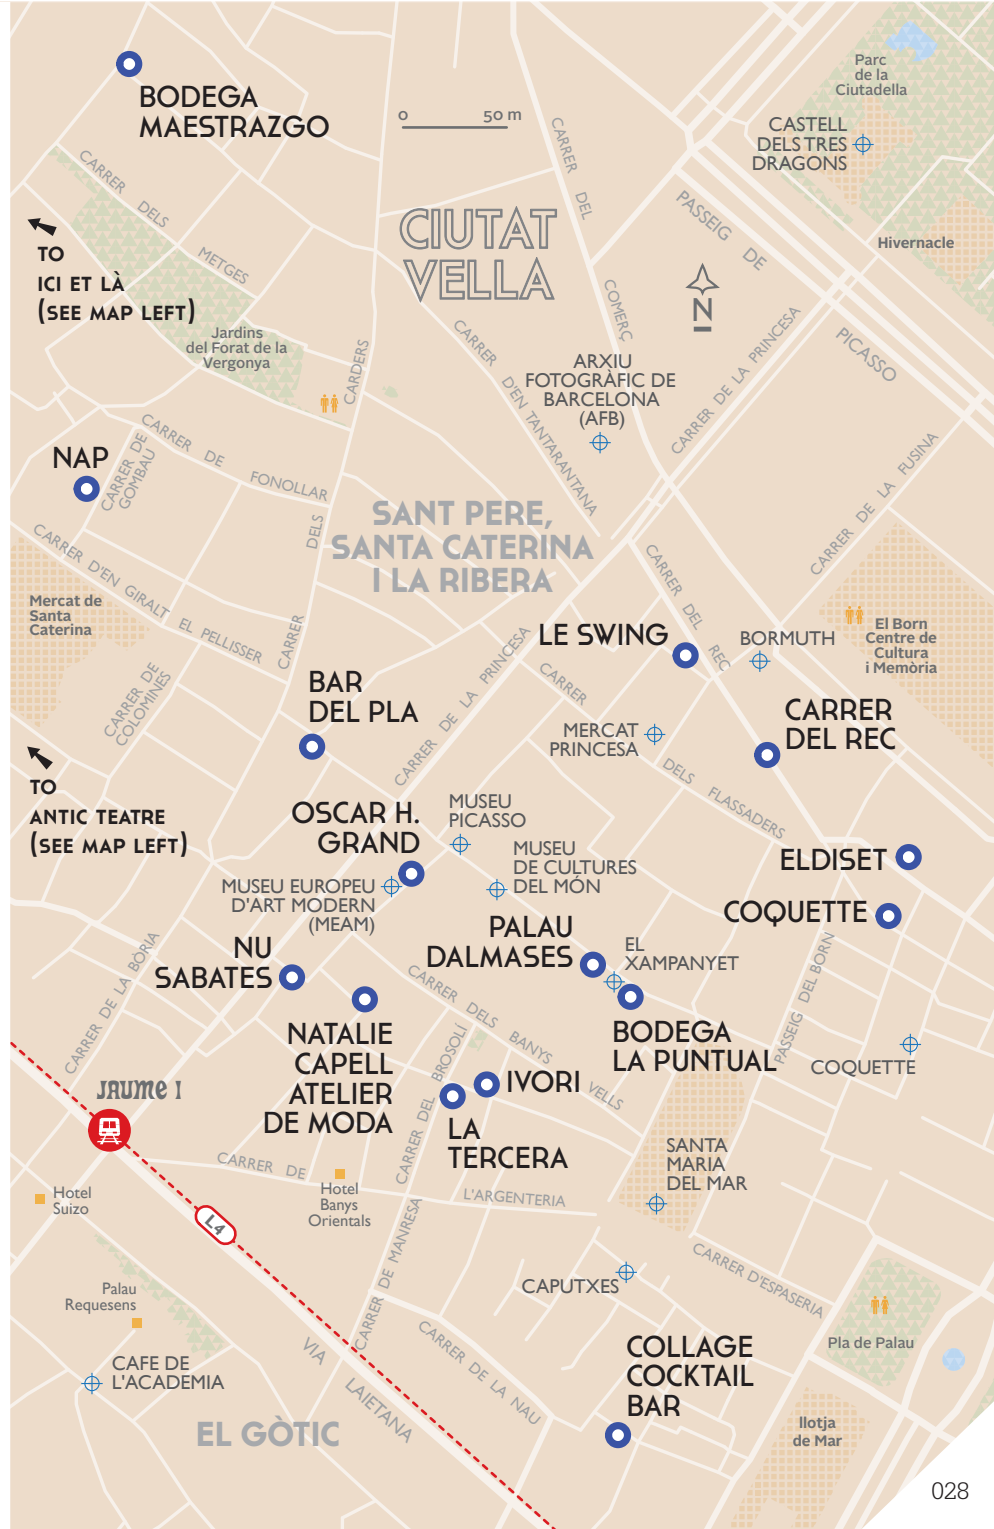 BODEGA
MAESTRAZGO
0 50 m
Parc
de la
Ciutadella
CASTELL
DELS TRES
DRAGONS
CARRER DEL COMERÇ
CARRER DELS METGES
PASSEIG DE PICASSO
CIUTAT
VELLA
TO
ICI ET LÀ
(SEE MAP LEFT)
Hivernacle
N
Jardins
del Forat de la
Vergonya
CARRER D'EN TANTARANTANA
ARXIU
FOTOGRÀFIC DE
BARCELONA
(AFB)
CARRER DE LA PRINCESA
CARRER DELS CARDERS
NAP
CARRER DE
GOMBAU
CARRER DE FONOLLAR
CARRER DE LA FUSINA
SANT PERE,
SANTA CATERINA
I LA RIBERA
CARRER D'EN GIRALT EL PELLISSER
Mercat de
Santa
Caterina
CARRER DEL REC
LE SWING
BORMUTH
El Born
Centre de
Cultura
i Memòria
CARRER DE
COLOMINES
BAR
DEL PLA
CARRER DE LA PRINCESA
CARRER DELS FLASSADERS
MERCAT
PRINCESA
CARRER
DEL REC
TO
ANTIC TEATRE
(SEE MAP LEFT)
OSCAR H.
GRAND
MUSEU
PICASSO
MUSEU
DE CULTURES
DEL MÓN
ELDISET
MUSEU EUROPEU
D'ART MODERN
(MEAM)
COQUETTE
PALAU
DALMASES
EL
XAMPANYET
NU
SABATES
CARRER DE LA BÒRIA
CARRER DELS BANYS VELLS
PASSEIG DEL BORN
NATALIE
CAPELL
ATELIER
DE MODA
BODEGA
LA PUNTUAL
COQUETTE
JAUME I
IVORI
CARRER DEL BROSOLÍ
LA
TERCERA
SANTA
MARIA
DEL MAR
CARRER DE L'ARGENTERIA
Hotel
Suizo
Hotel
Banys
Orientals
L4
CARRER DE MANRESA
CARRER D'ESPASERIA
CAPUTXES
Palau
Requesens
CARRER DE LA NAU
VIA LAIETANA
Pla de Palau
CAFE DE
L'ACADEMIA
COLLAGE
COCKTAIL
BAR
EL GÒTIC
llotja
de Mar
028